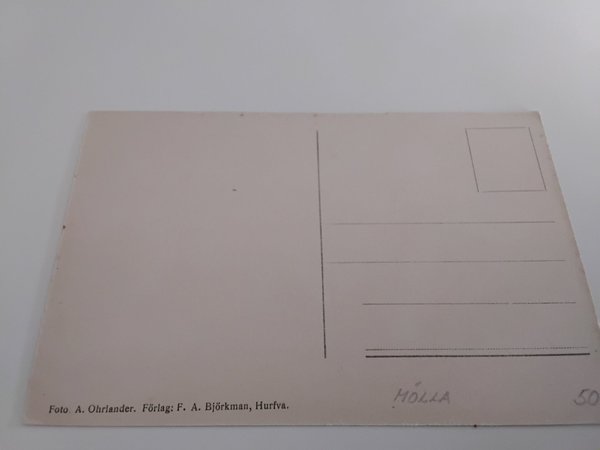 Foto A. Ohrlander. Förlag: F. A. Björkman, Hurfva.
MÖLLA
50